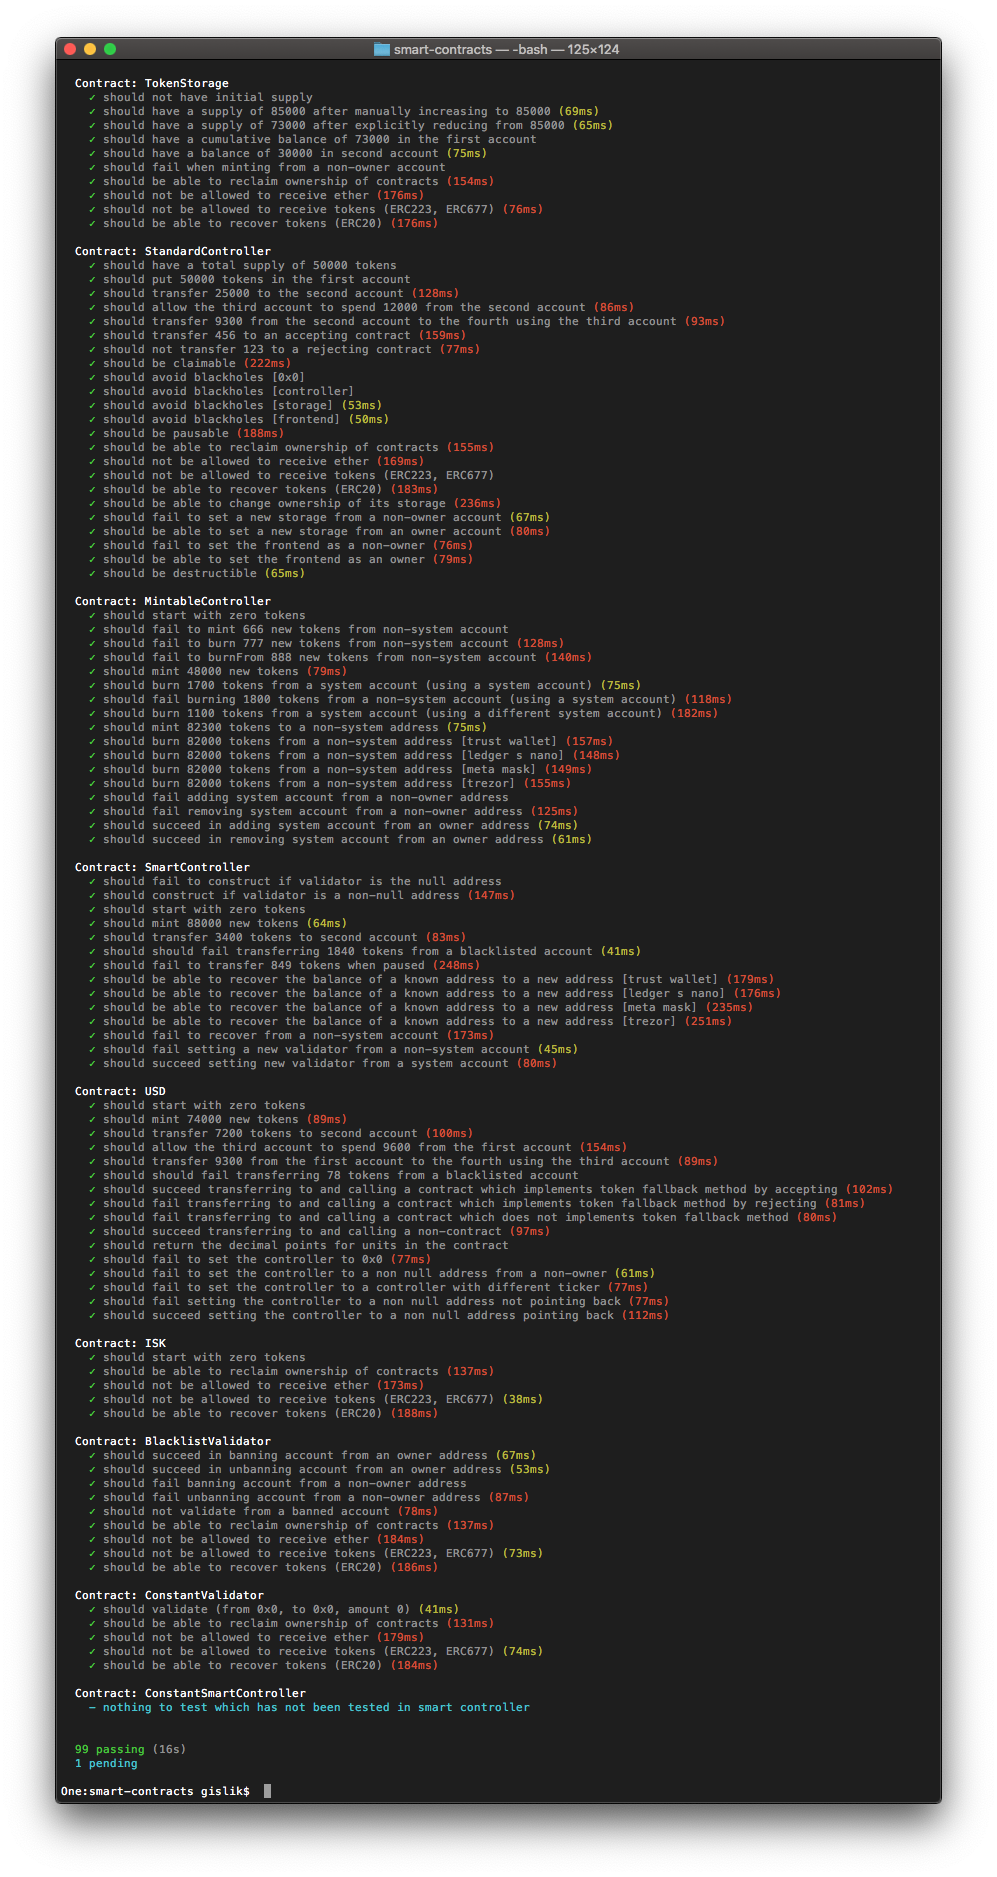 smart-contracts — -bash — 125×124
Contract: TokenStorage
✓ should not have initial supply
✓ should have a supply of 85000 after manually increasing to 85000 (69ms)
✓ should have a supply of 73000 after explicitly reducing from 85000 (65ms)
✓ should have a cumulative balance of 73000 in the first account
✓ should have a balance of 30000 in second account (75ms)
✓ should fail when minting from a non-owner account
✓ should be able to reclaim ownership of contracts (154ms)
✓ should not be allowed to receive ether (176ms)
✓ should not be allowed to receive tokens (ERC223, ERC677) (76ms)
✓ should be able to recover tokens (ERC20) (176ms)
Contract: StandardController
✓ should have a total supply of 50000 tokens
✓ should put 50000 tokens in the first account
✓ should transfer 25000 to the second account (128ms)
✓ should allow the third account to spend 12000 from the second account (86ms)
✓ should transfer 9300 from the second account to the fourth using the third account (93ms)
✓ should transfer 456 to an accepting contract (159ms)
✓ should not transfer 123 to a rejecting contract (77ms)
✓ should be claimable (222ms)
✓ should avoid blackholes [0x0]
✓ should avoid blackholes [controller]
✓ should avoid blackholes [storage] (53ms)
✓ should avoid blackholes [frontend] (50ms)
✓ should be pausable (188ms)
✓ should be able to reclaim ownership of contracts (155ms)
✓ should not be allowed to receive ether (169ms)
✓ should not be allowed to receive tokens (ERC223, ERC677)
✓ should be able to recover tokens (ERC20) (183ms)
✓ should be able to change ownership of its storage (236ms)
✓ should fail to set a new storage from a non-owner account (67ms)
✓ should be able to set a new storage from an owner account (80ms)
✓ should fail to set the frontend as a non-owner (76ms)
✓ should be able to set the frontend as an owner (79ms)
✓ should be destructible (65ms)
Contract: MintableController
✓ should start with zero tokens
✓ should fail to mint 666 new tokens from non-system account
✓ should fail to burn 777 new tokens from non-system account (128ms)
✓ should fail to burnFrom 888 new tokens from non-system account (140ms)
✓ should mint 48000 new tokens (79ms)
✓ should burn 1700 tokens from a system account (using a system account) (75ms)
✓ should fail burning 1800 tokens from a non-system account (using a system account) (118ms)
✓ should burn 1100 tokens from a system account (using a different system account) (182ms)
✓ should mint 82300 tokens to a non-system address (75ms)
✓ should burn 82000 tokens from a non-system address [trust wallet] (157ms)
✓ should burn 82000 tokens from a non-system address [ledger s nano] (148ms)
✓ should burn 82000 tokens from a non-system address [meta mask] (149ms)
✓ should burn 82000 tokens from a non-system address [trezor] (155ms)
✓ should fail adding system account from a non-owner address
✓ should fail removing system account from a non-owner address (125ms)
✓ should succeed in adding system account from an owner address (74ms)
✓ should succeed in removing system account from an owner address (61ms)
Contract: SmartController
✓ should fail to construct if validator is the null address
✓ should construct if validator is a non-null address (147ms)
✓ should start with zero tokens
✓ should mint 88000 new tokens (64ms)
✓ should transfer 3400 tokens to second account (83ms)
✓ should should fail transferring 1840 tokens from a blacklisted account (41ms)
✓ should fail to transfer 849 tokens when paused (248ms)
✓ should be able to recover the balance of a known address to a new address [trust wallet] (179ms)
✓ should be able to recover the balance of a known address to a new address [ledger s nano] (176ms)
✓ should be able to recover the balance of a known address to a new address [meta mask] (235ms)
✓ should be able to recover the balance of a known address to a new address [trezor] (251ms)
✓ should fail to recover from a non-system account (173ms)
✓ should fail setting a new validator from a non-system account (45ms)
✓ should succeed setting new validator from a system account (80ms)
Contract: USD
✓ should start with zero tokens
✓ should mint 74000 new tokens (89ms)
✓ should transfer 7200 tokens to second account (100ms)
✓ should allow the third account to spend 9600 from the first account (154ms)
✓ should transfer 9300 from the first account to the fourth using the third account (89ms)
✓ should should fail transferring 78 tokens from a blacklisted account
✓ should succeed transferring to and calling a contract which implements token fallback method by accepting (102ms)
✓ should fail transferring to and calling a contract which implements token fallback method by rejecting (81ms)
✓ should fail transferring to and calling a contract which does not implements token fallback method (80ms)
✓ should succeed transferring to and calling a non-contract (97ms)
✓ should return the decimal points for units in the contract
✓ should fail to set the controller to 0x0 (77ms)
✓ should fail to set the controller to a non null address from a non-owner (61ms)
✓ should fail to set the controller to a controller with different ticker (77ms)
✓ should fail setting the controller to a non null address not pointing back (77ms)
✓ should succeed setting the controller to a non null address pointing back (112ms)
Contract: ISK
✓ should start with zero tokens
✓ should be able to reclaim ownership of contracts (137ms)
✓ should not be allowed to receive ether (173ms)
✓ should not be allowed to receive tokens (ERC223, ERC677) (38ms)
✓ should be able to recover tokens (ERC20) (188ms)
Contract: BlacklistValidator
✓ should succeed in banning account from an owner address (67ms)
✓ should succeed in unbanning account from an owner address (53ms)
✓ should fail banning account from a non-owner address
✓ should fail unbanning account from a non-owner address (87ms)
✓ should not validate from a banned account (78ms)
✓ should be able to reclaim ownership of contracts (137ms)
✓ should not be allowed to receive ether (184ms)
✓ should not be allowed to receive tokens (ERC223, ERC677) (73ms)
✓ should be able to recover tokens (ERC20) (186ms)
Contract: ConstantValidator
✓ should validate (from 0x0, to 0x0, amount 0) (41ms)
✓ should be able to reclaim ownership of contracts (131ms)
✓ should not be allowed to receive ether (179ms)
✓ should not be allowed to receive tokens (ERC223, ERC677) (74ms)
✓ should be able to recover tokens (ERC20) (184ms)
Contract: ConstantSmartController
- nothing to test which has not been tested in smart controller
99 passing (16s)
1 pending
One:smart-contracts gislik$